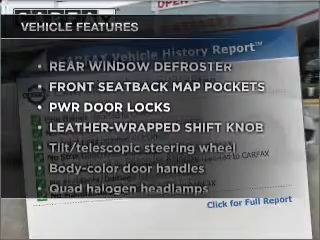 VEHICLE FEATURES
CARFAX Vehicle History Report™
• REAR WINDOW DEFROSTER
• FRONT SEATBACK MAP POCKETS
• PWR DOOR LOCKS
• LEATHER-WRAPPED SHIFT KNOB
• Tilt/telescopic steering wheel
• Body-color door handles
• Quad halogen headlamps
Click for Full Report